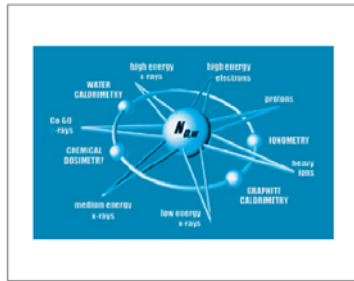 high energy
x-rays
high energy
electrons
WATER
CALORIMETRY
protons
Co 60
γ-rays
N D,W
IONOMETRY
CHEMICAL
DOSIMETRY
heavy
ions
GRAPHITE
CALORIMETRY
medium energy
x-rays
low energy
x-rays